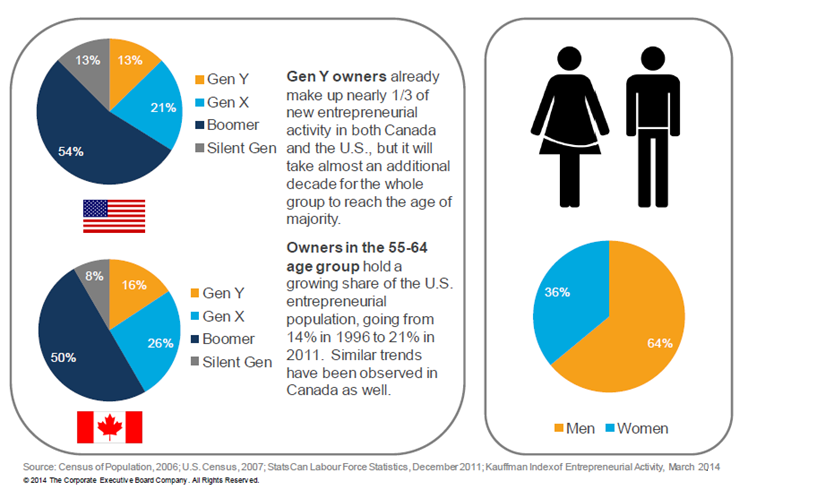 13%
13%
21%
54%
Gen Y
Gen X
Boomer
Silent Gen
Gen Y owners already
make up nearly 1/3 of
new entrepreneurial
activity in both Canada
and the U.S., but it will
take almost an additional
decade for the whole
group to reach the age of
majority.
Owners in the 55-64
age group hold a
growing share of the U.S.
entrepreneurial
population, going from
14% in 1996 to 21% in
2011. Similar trends
have been observed in
Canada as well.
8%
16%
26%
50%
Gen Y
Gen X
Boomer
Silent Gen
36%
64%
Men
Women
Source: Census of Population, 2006; U.S. Census, 2007; StatsCan Labour Force Statistics, December 2011; Kauffman Index of Entrepreneurial Activity, March 2014
© 2014 The Corporate Executive Board Company. All Rights Reserved.